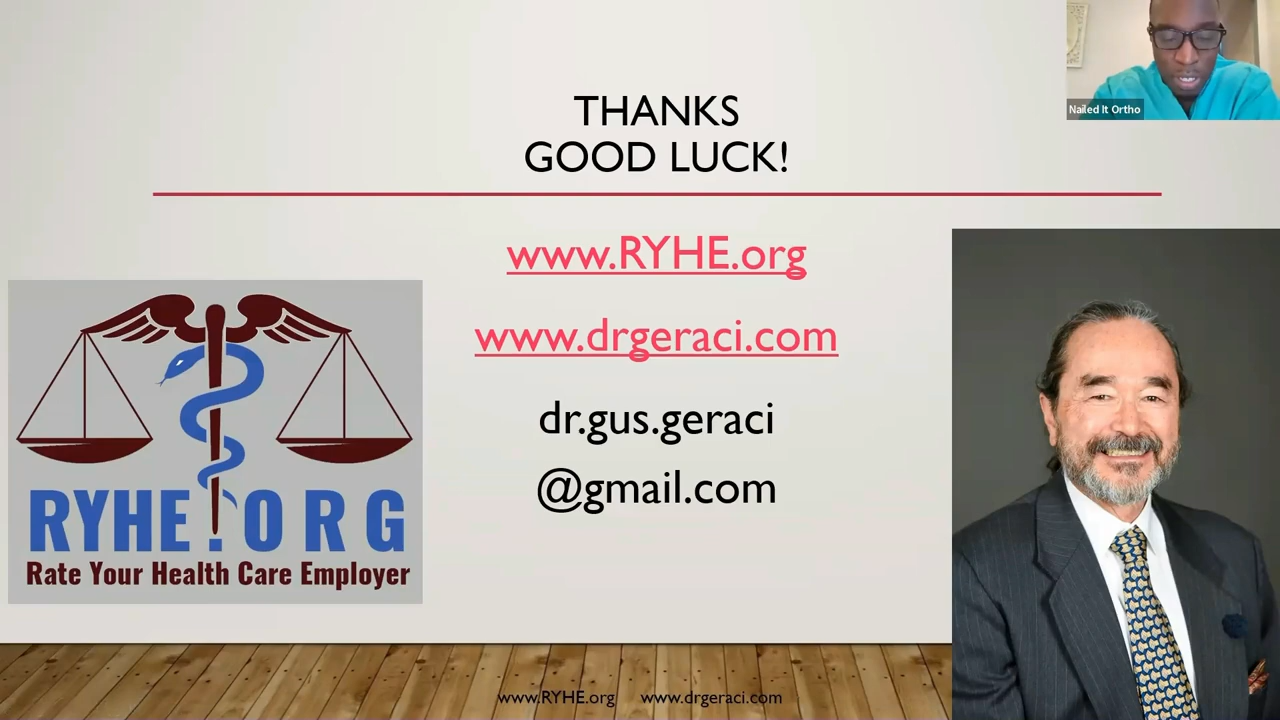 Nailed It Ortho
THANKS
GOOD LUCK!
www.RYHE.org
www.drgeraci.com
dr.gus.geraci
@gmail.com
RYHE.ORG
Rate Your Health Care Employer
www.RYHE.org www.drgeraci.com